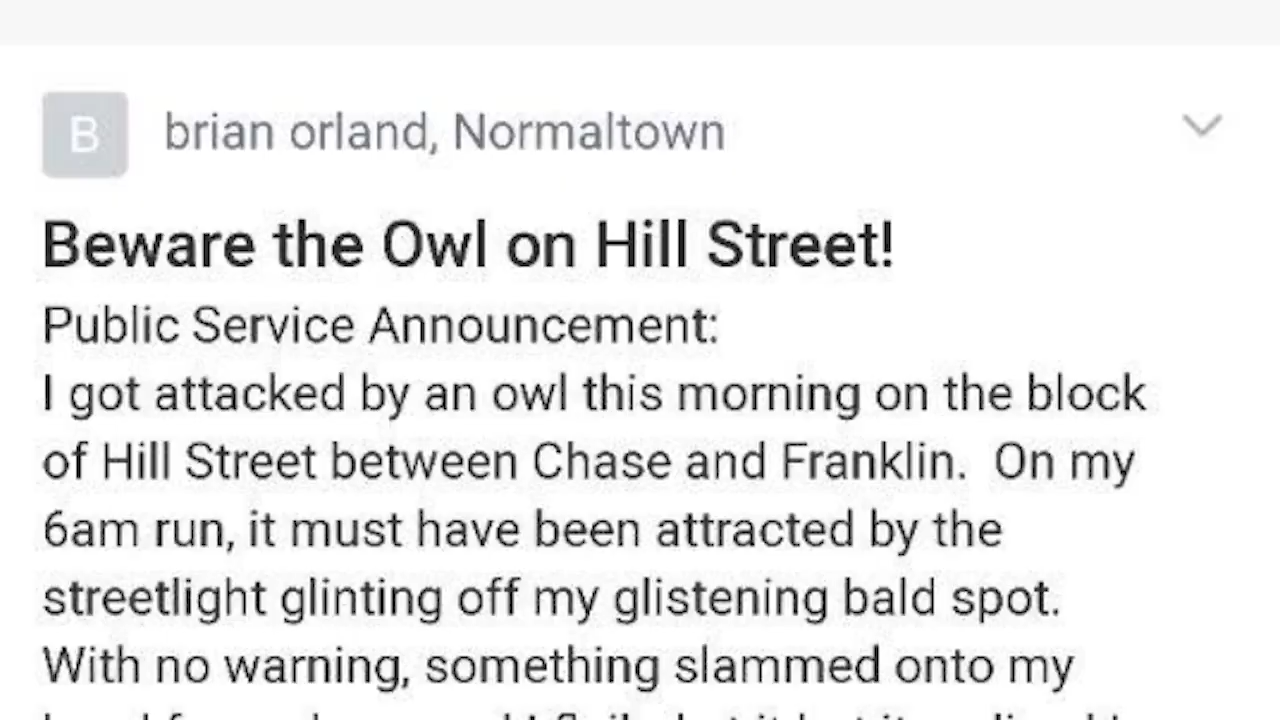 B
brian orland, Normaltown
Beware the Owl on Hill Street!
Public Service Announcement:
I got attacked by an owl this morning on the block
of Hill Street between Chase and Franklin.  On my
6am run, it must have been attracted by the
streetlight glinting off my glistening bald spot.
With no warning, something slammed onto my